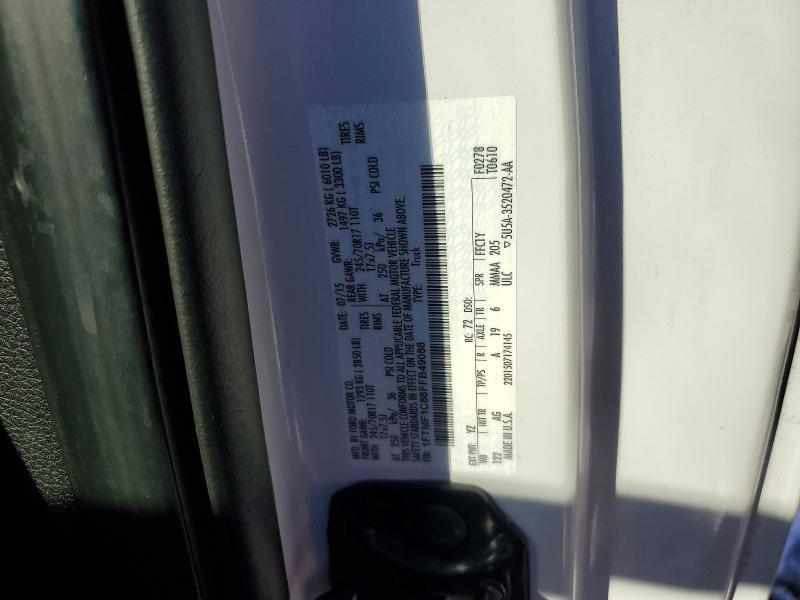 MFD. BY FORD MOTOR CO. DATE: 07/15 GVWR: 2726 KG ( 6010 LB)
FRONT GAWR: 1293 KG ( 2850 LB) REAR GAWR: 1497 KG ( 3300 LB)
WITH 245/70R17 110T TIRES WITH 245/70R17 110T TIRES
17x7.5J RIMS 17x7.5J RIMS
AT 250 kPa/ 36 PSI COLD AT 250 kPa/ 36 PSI COLD
THIS VEHICLE CONFORMS TO ALL APPLICABLE FEDERAL MOTOR VEHICLE
SAFETY STANDARDS IN EFFECT ON THE DATE OF MANUFACTURE SHOWN ABOVE.
VIN: 1FTMF1C88FFB49088 TYPE: Truck
EXT PNT: YZ RC: 72 DSO: F0278
WB INT TR TP/PS R AXLE TR SPR FFCTY T0610
122 AG A 19 6 MMAA 205
MADE IN U.S.A. 2201507174145 ULC ▽5U5A-3520472-AA